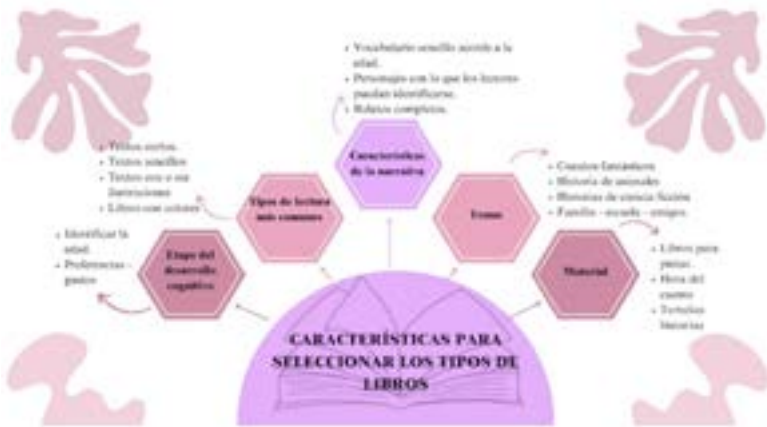 Vocabulario sencillo acorde a la
edad.
Personajes con lo que los lectores
puedan identificarse.
Relatos completos.
Características
de la narrativa
Textos cortos.
Textos sencillos
Textos con o sin
ilustraciones
Libros con colores
Tipos de lectura
más comunes
Temas
Cuentos fantásticos
Historia de animales
Historias de ciencia ficción
Familia - escuela - amigos.
Identificar la
edad.
Preferencias -
gustos
Etapa del
desarrollo
cognitivo
Material
Libros para
pintar.
Hora del
cuento
Tertulias
literarias
CARACTERÍSTICAS PARA
SELECCIONAR LOS TIPOS DE
LIBROS